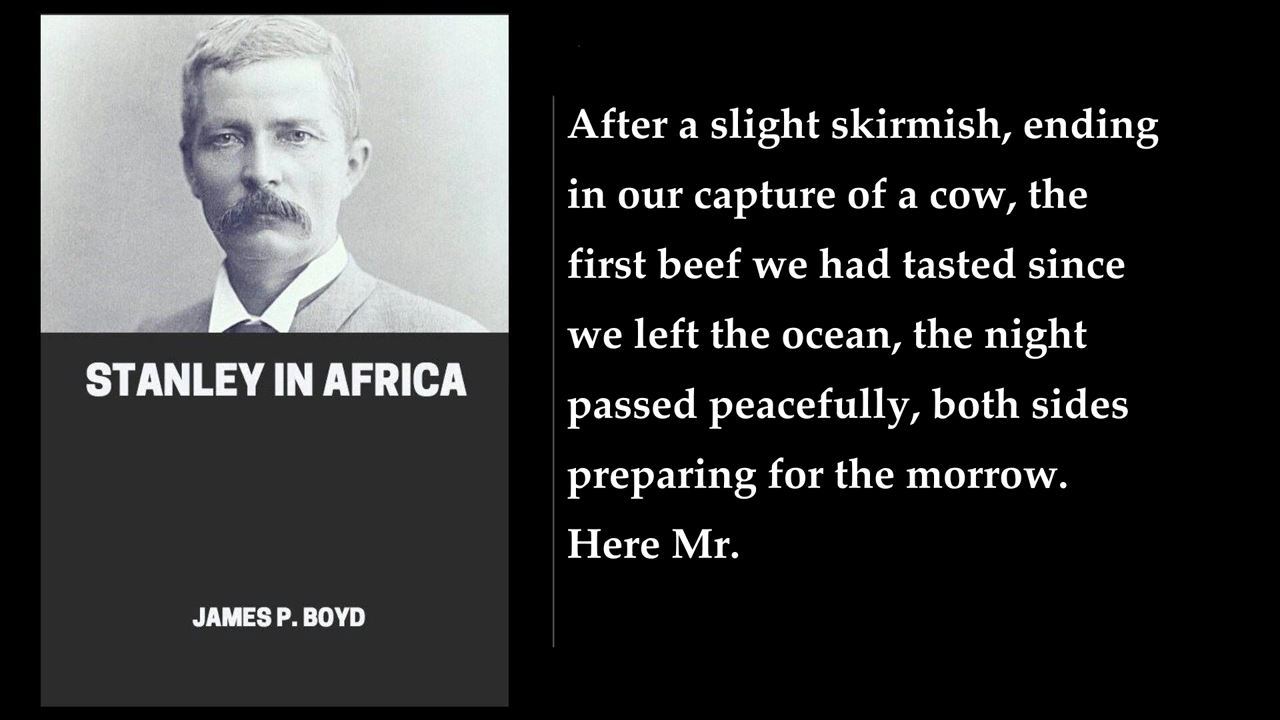 STANLEY IN AFRICA
JAMES P. BOYD
After a slight skirmish, ending
in our capture of a cow, the
first beef we had tasted since
we left the ocean, the night
passed peacefully, both sides
preparing for the morrow.
Here Mr.